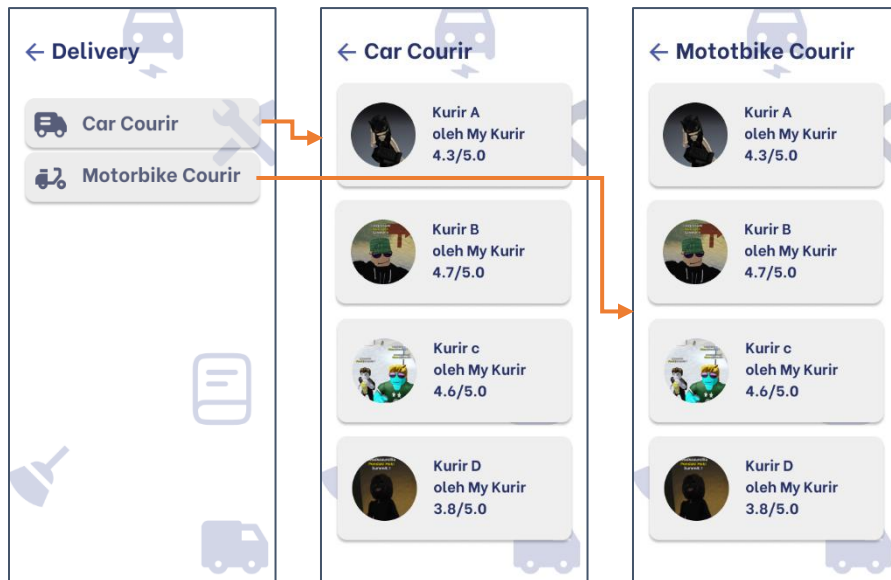 Delivery
Car Courir
Motorbike Courir
Car Courir
Kurir A
oleh My Kurir
4.3/5.0
Kurir B
oleh My Kurir
4.7/5.0
Kurir c
oleh My Kurir
4.6/5.0
Kurir D
oleh My Kurir
3.8/5.0
Mototbike Courir
Kurir A
oleh My Kurir
4.3/5.0
Kurir B
oleh My Kurir
4.7/5.0
Kurir c
oleh My Kurir
4.6/5.0
Kurir D
oleh My Kurir
3.8/5.0